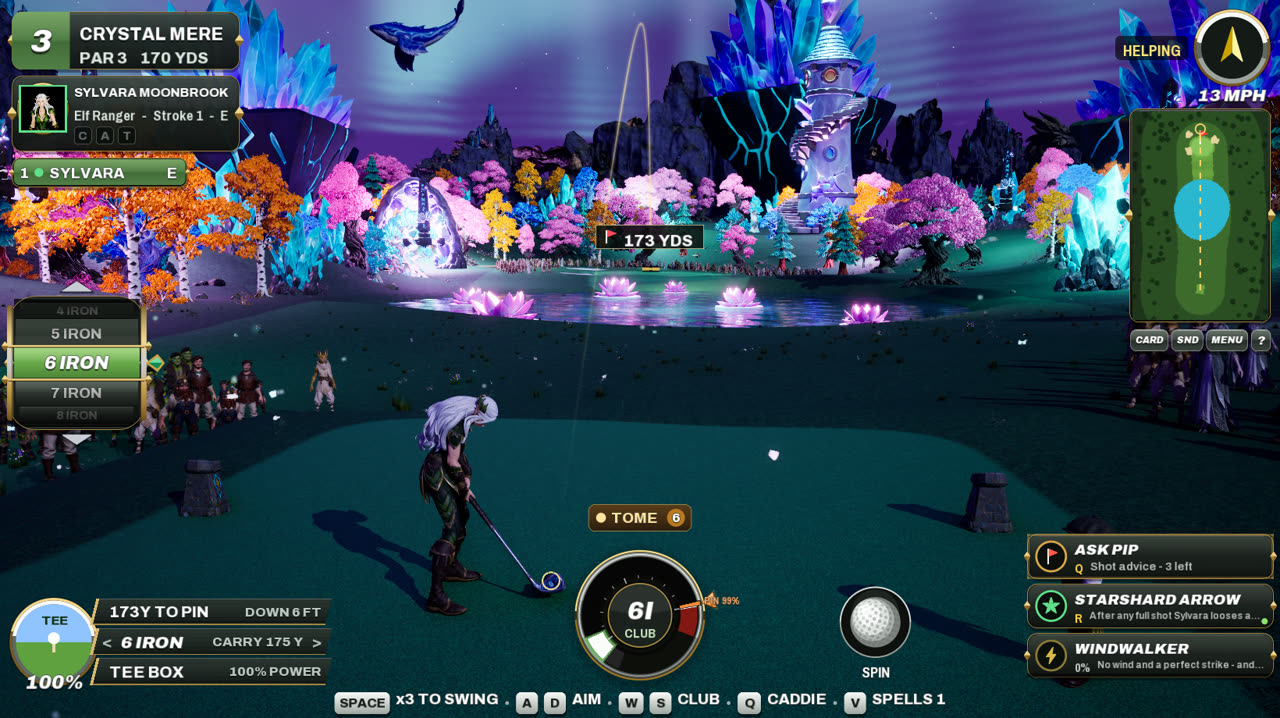 3
CRYSTAL MERE
PAR 3 170 YDS
SYLVARA MOONBROOK
Elf Ranger - Stroke 1 - E
C A T
1 SYLVARA E
HELPING
13 MPH
173 YDS
4 IRON
5 IRON
6 IRON
7 IRON
8 IRON
CARD SND MENU ?
TOME 6
ASK PIP
Q Shot advice - 3 left
STARSHARD ARROW
R After any full shot Sylvara looses a...
WINDWALKER
0% No wind and a perfect strike - and...
TEE
100%
173Y TO PIN DOWN 6 FT
< 6 IRON CARRY 175 Y >
TEE BOX 100% POWER
6I
CLUB
PIN 99%
SPIN
SPACE x3 TO SWING . A D AIM . W S CLUB . Q CADDIE . V SPELLS 1